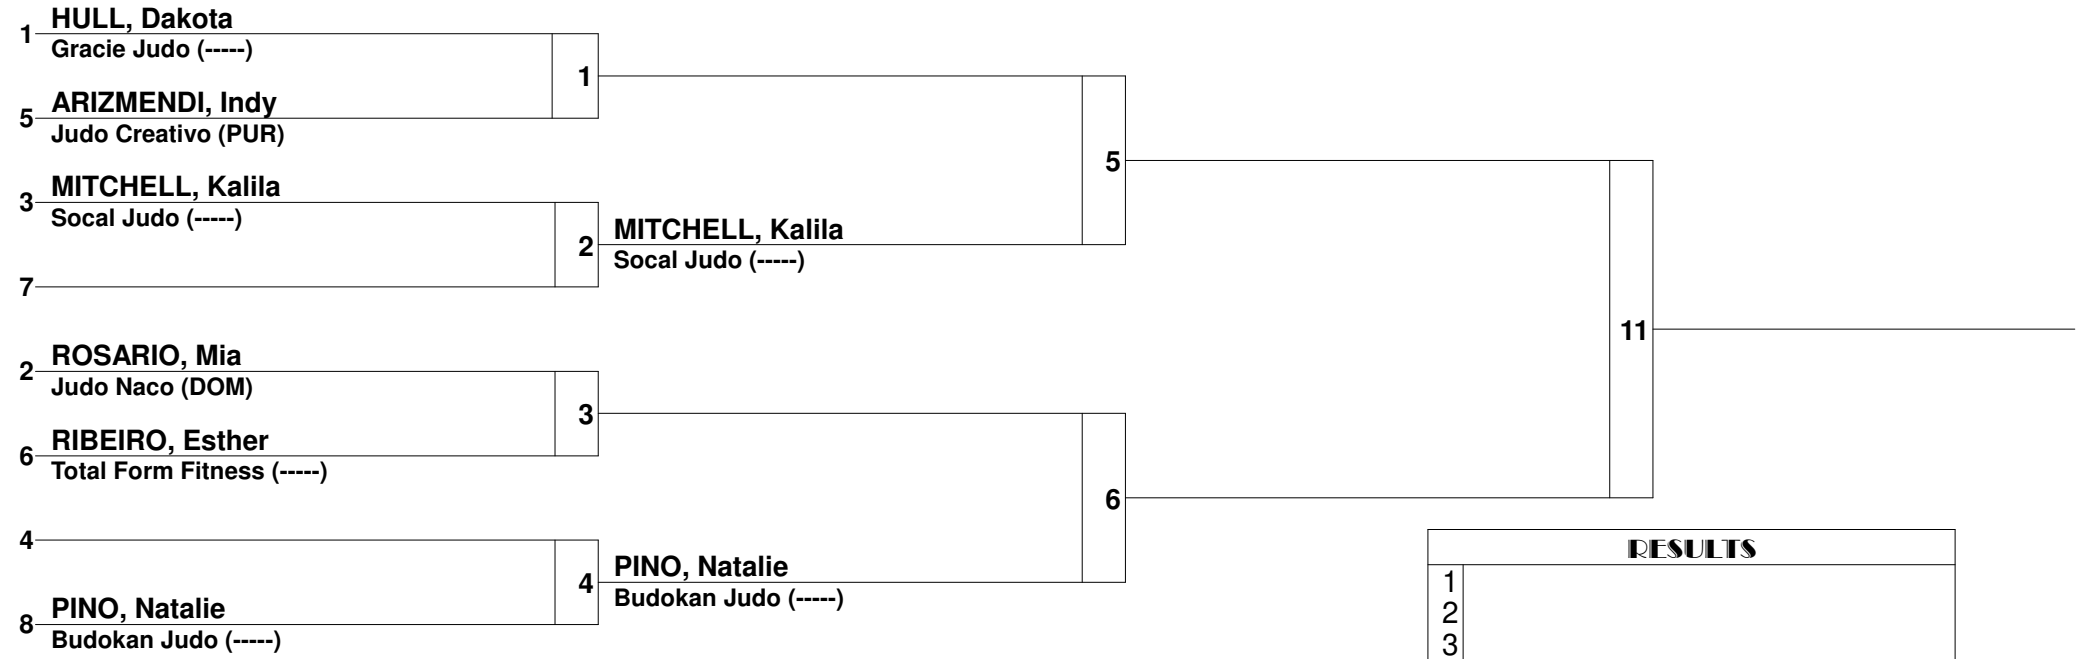 1 HULL, Dakota
Gracie Judo (-----)
1
5 ARIZMENDI, Indy
Judo Creativo (PUR)
5
3 MITCHELL, Kalila
Socal Judo (-----)
2 MITCHELL, Kalila
Socal Judo (-----)
7
11
2 ROSARIO, Mia
Judo Naco (DOM)
3
6 RIBEIRO, Esther
Total Form Fitness (-----)
6
4
4 PINO, Natalie
Budokan Judo (-----)
8 PINO, Natalie
Budokan Judo (-----)
RESULTS
1
2
3